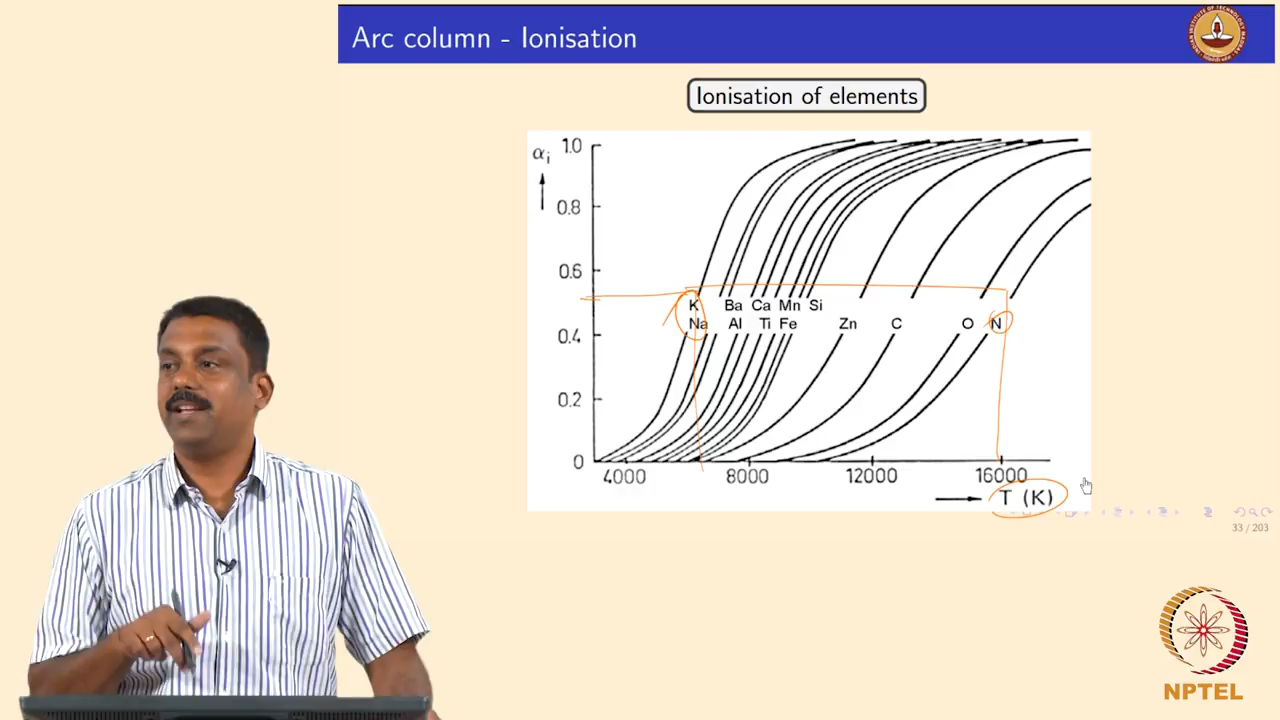 Arc column - Ionisation
Ionisation of elements
αi
1.0
0.8
0.6
0.4
0.2
0
K Ba Ca Mn Si
Na Al Ti Fe Zn C O N
4000 8000 12000 16000
T (K)
33 / 203
NPTEL